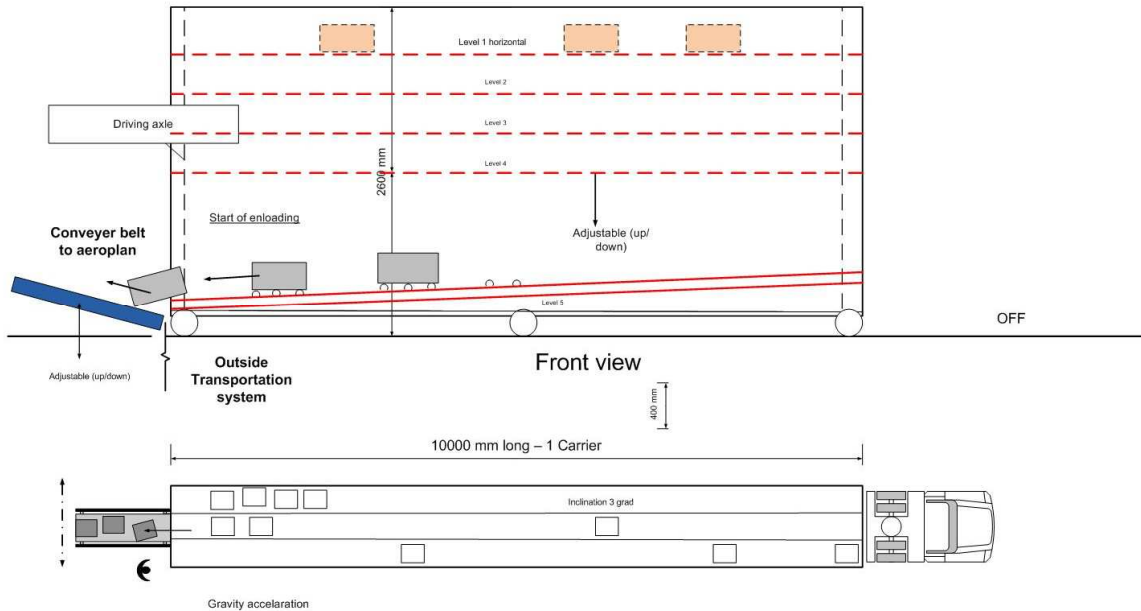 Level 1 horizontal
Level 2
Driving axle
Level 3
2600 mm
Level 4
Start of enloading
Conveyer belt
to aeroplan
Adjustable (up/
down)
Level 5
OFF
Adjustable (up/down)
Outside
Transportation
system
Front view
400 mm
10000 mm long – 1 Carrier
Inclination 3 grad
Gravity accelaration